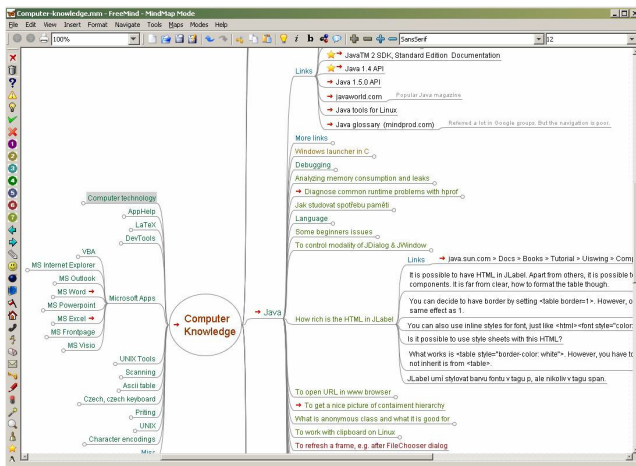 Computer-knowledge.mm - FreeMind - MindMap Mode
File Edit View Insert Format Navigate Tools Maps Modes Help
100%
SansSerif
12
JavaTM 2 SDK, Standard Edition Documentation
Links
Java 1.4 API
Java 1.5.0 API
javaworld.com Popular Java magazine
Java tools for Linux
Java glossary (mindprod.com) Referred a lot in Google groups. But the navigation is poor.
More links
Windows launcher in C
Debugging
Analyzing memory consumption and leaks
Diagnose common runtime problems with hprof
Jak studovat spotřebu paměti
Language
Some beginners issues
To control modality of JDialog & JWindow
Computer technology
AppHelp
LaTeX
DevTools
VBA
MS Internet Explorer
MS Outlook
MS Word
MS Powerpoint
MS Excel
MS Frontpage
MS Visio
Microsoft Apps
Computer
Knowledge
Java
UNIX Tools
Scanning
Ascii table
Czech, czech keyboard
Priting
UNIX
Character encodings
Misc
Links java.sun.com > Docs > Books > Tutorial > Uiswing > Comp
It is possible to have HTML in JLabel. Apart from others, it is possible t
components. It is far from clear, how to format the table though.
You can decide to have border by setting <table border=1>. However, o
same effect as 1.
How rich is the HTML in JLabel
You can also use inline styles for font, just like <html><font style="color:
Is it possible to use style sheets with this HTML?
What works is <table style="border-color: white">. However, you have to
not inherit is from <table>.
JLabel umí stylovat barvu fontu v tagu p, ale nikoliv v tagu span.
To open URL in www browser
To get a nice picture of contaiment hierarchy
What is anonymous class and what it is good for
To work with clipboard on Linux
To refresh a frame, e.g. after FileChooser dialog